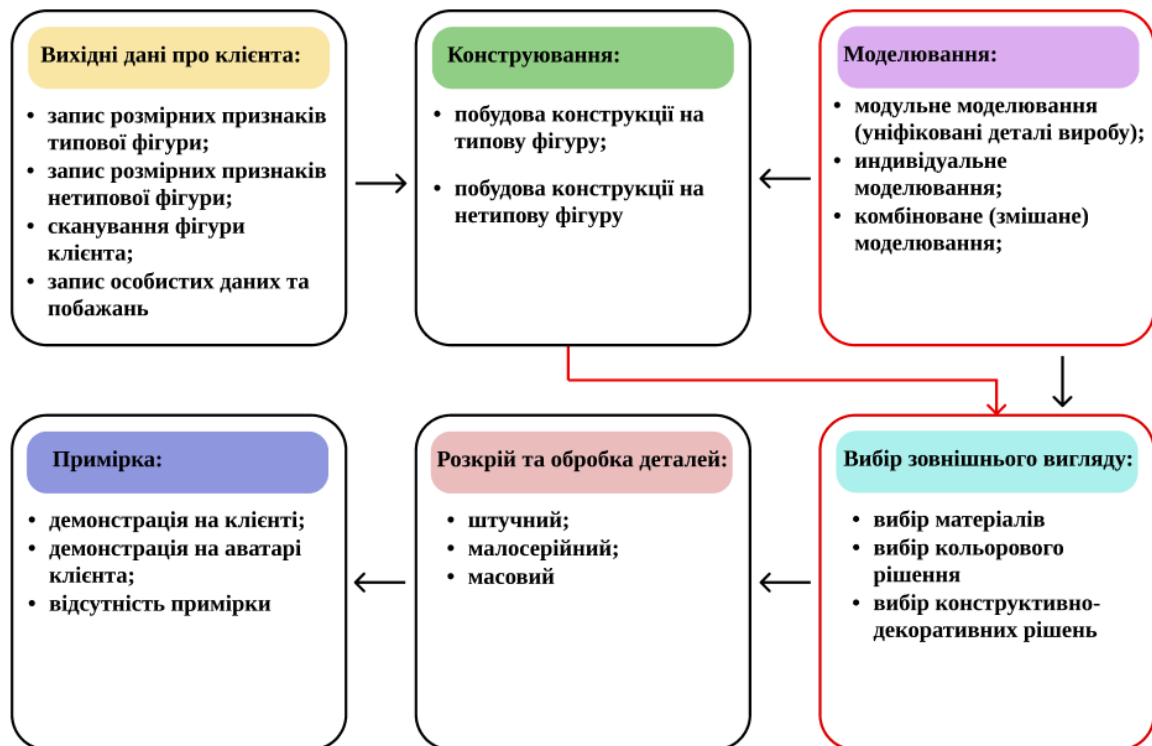 Вихідні дані про клієнта:
• запис розмірних признаків
типової фігури;
• запис розмірних признаків
нетипової фігури;
• сканування фігури
клієнта;
• запис особистих даних та
побажань
Конструювання:
• побудова конструкції на
типову фігуру;
• побудова конструкції на
нетипову фігуру
Моделювання:
• модульне моделювання
(уніфіковані деталі виробу);
• индивідуальне
моделювання;
• комбіноване (змішане)
моделювання;
Примірка:
• демонстрація на клієнті;
• демонстрація на аватарі
клієнта;
• відсутність примірки
Розкрій та обробка деталей:
• штучний;
• малосерійний;
• масовий
Вибір зовнішнього вигляду:
• вибір матеріалів
• вибір кольорового
рішення
• вибір конструктивно-
декоративних рішень